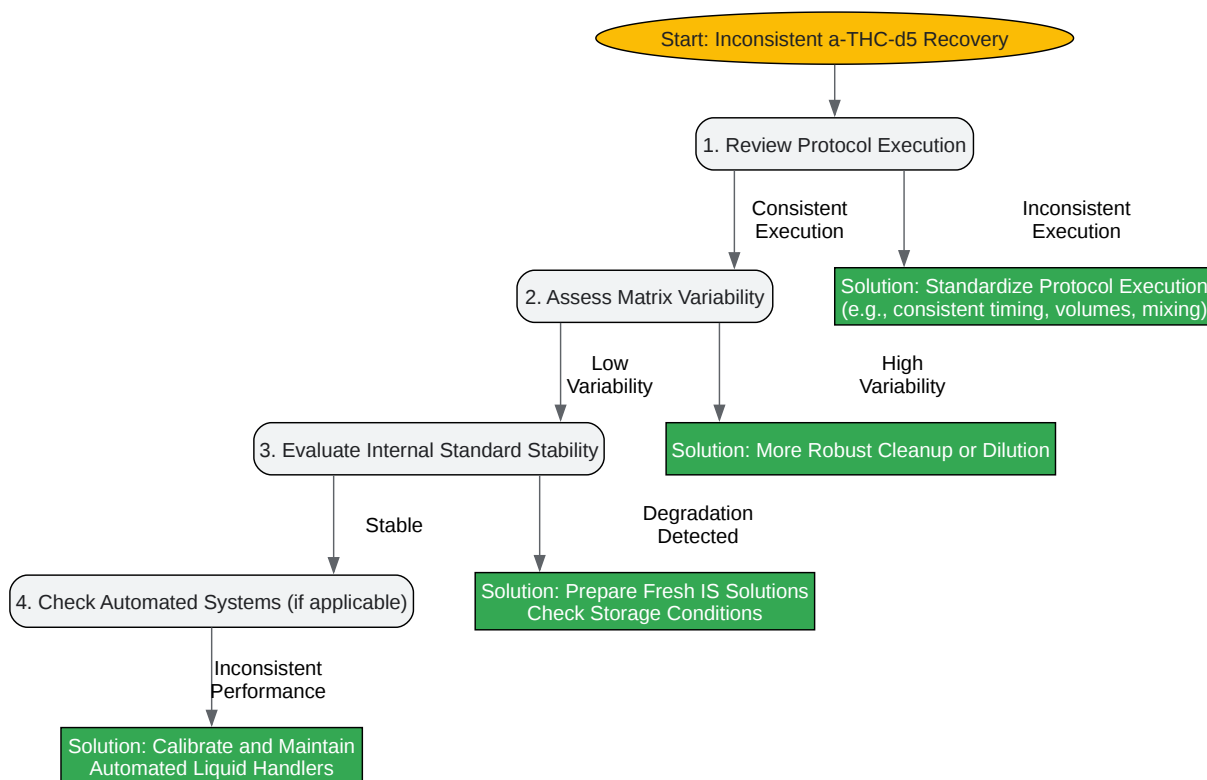 Start: Inconsistent a-THC-d5 Recovery
1. Review Protocol Execution
Consistent
Execution
Inconsistent
Execution
2. Assess Matrix Variability
Solution: Standardize Protocol Execution
(e.g., consistent timing, volumes, mixing)
Low
Variability
High
Variability
3. Evaluate Internal Standard Stability
Solution: More Robust Cleanup or Dilution
Stable
Degradation
Detected
4. Check Automated Systems (if applicable)
Solution: Prepare Fresh IS Solutions
Check Storage Conditions
Inconsistent
Performance
Solution: Calibrate and Maintain
Automated Liquid Handlers